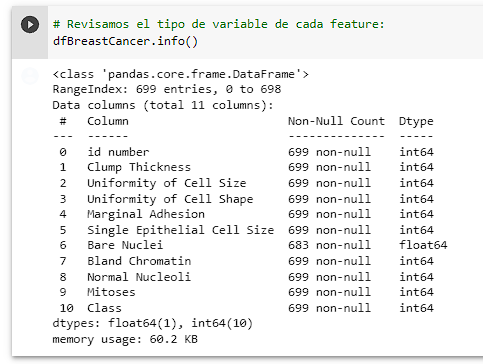 # Revisamos el tipo de variable de cada feature:
dfBreastCancer.info()
<class 'pandas.core.frame.DataFrame'>
RangeIndex: 699 entries, 0 to 698
Data columns (total 11 columns):
 #   Column                       Non-Null Count  Dtype
---  ------                       --------------  -----
 0   id number                    699 non-null    int64
 1   Clump Thickness              699 non-null    int64
 2   Uniformity of Cell Size      699 non-null    int64
 3   Uniformity of Cell Shape     699 non-null    int64
 4   Marginal Adhesion            699 non-null    int64
 5   Single Epithelial Cell Size  699 non-null    int64
 6   Bare Nuclei                  683 non-null    float64
 7   Bland Chromatin              699 non-null    int64
 8   Normal Nucleoli              699 non-null    int64
 9   Mitoses                      699 non-null    int64
 10  Class                        699 non-null    int64
dtypes: float64(1), int64(10)
memory usage: 60.2 KB